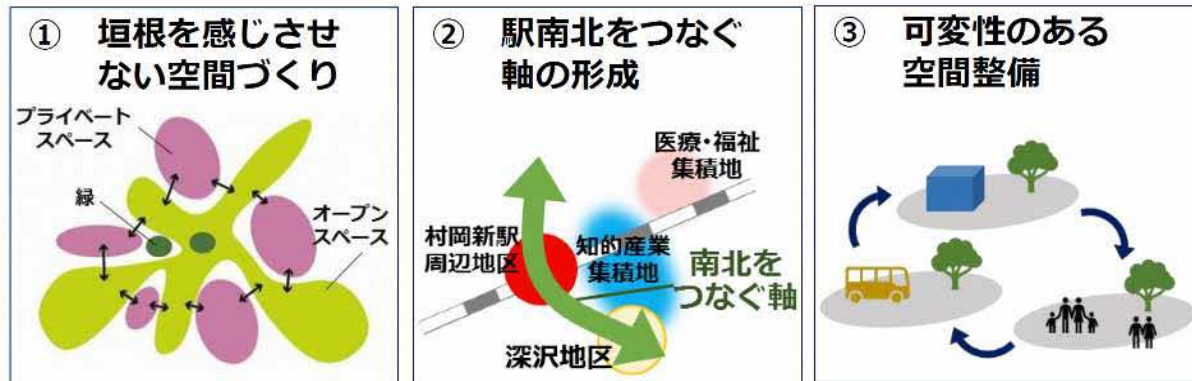 ① 垣根を感じさせ
ない空間づくり
プライベート
スペース
緑
オープン
スペース
② 駅南北をつなぐ
軸の形成
医療・福祉
集積地
村岡新駅
周辺地区
知的産業
集積地
南北を
つなぐ軸
深沢地区
③ 可変性のある
空間整備